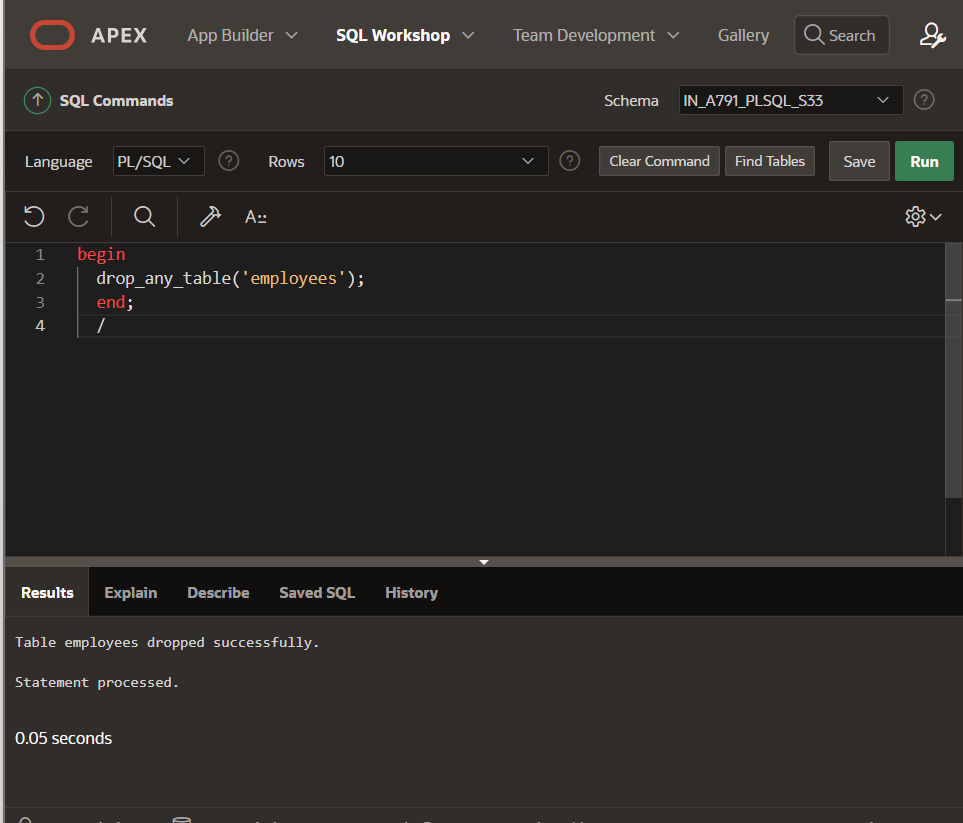 APEX App Builder SQL Workshop Team Development Gallery Search
SQL Commands Schema IN_A791_PLSQL_S33 ?
Language PL/SQL ? Rows 10 ? Clear Command Find Tables Save Run
A::
1 begin
2 drop_any_table('employees');
3 end;
4 /
Results Explain Describe Saved SQL History
Table employees dropped successfully.
Statement processed.
0.05 seconds